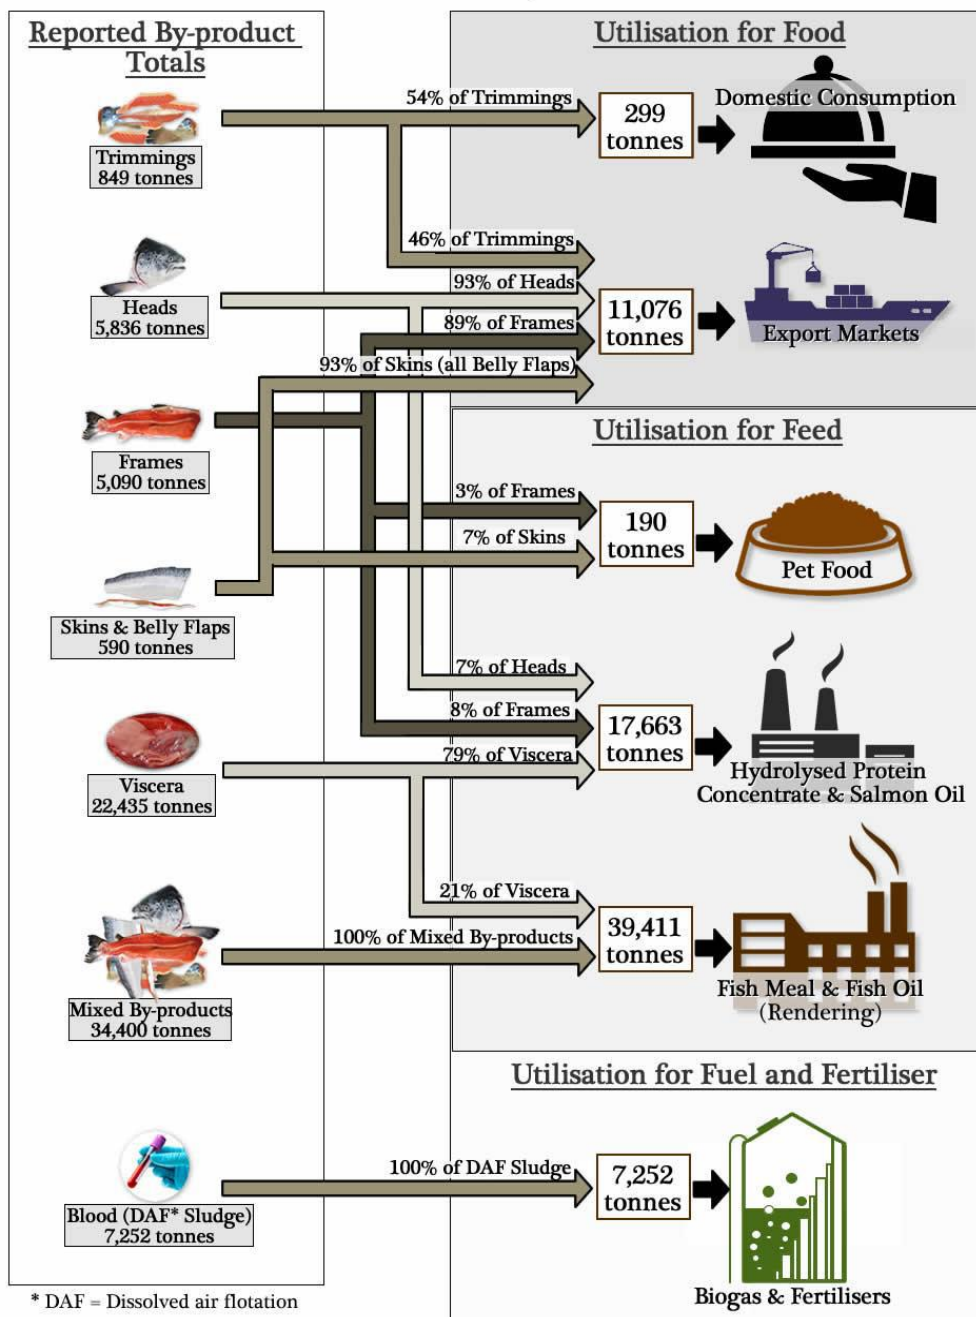 Reported By-product
Totals
Trimmings
849 tonnes
Heads
5,836 tonnes
Frames
5,090 tonnes
Skins & Belly Flaps
590 tonnes
Viscera
22,435 tonnes
Mixed By-products
34,400 tonnes
Blood (DAF* Sludge)
7,252 tonnes
* DAF = Dissolved air flotation
Utilisation for Food
54% of Trimmings
299
tonnes
Domestic Consumption
46% of Trimmings
93% of Heads
89% of Frames
93% of Skins (all Belly Flaps)
11,076
tonnes
Export Markets
Utilisation for Feed
3% of Frames
7% of Skins
190
tonnes
Pet Food
7% of Heads
8% of Frames
79% of Viscera
17,663
tonnes
Hydrolysed Protein
Concentrate & Salmon Oil
21% of Viscera
100% of Mixed By-products
39,411
tonnes
Fish Meal & Fish Oil
(Rendering)
Utilisation for Fuel and Fertiliser
100% of DAF Sludge
7,252
tonnes
Biogas & Fertilisers